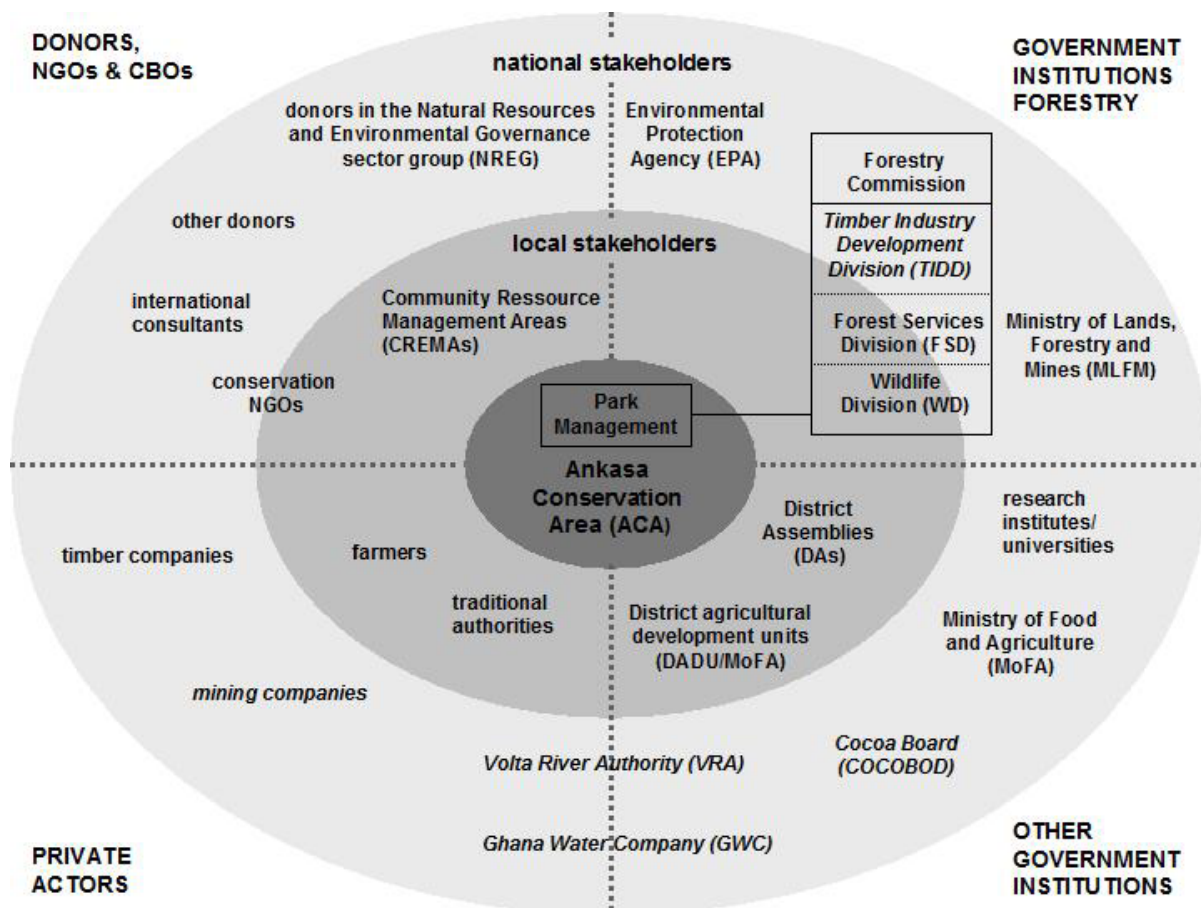 DONORS,
NGOs & CBOs
GOVERNMENT
INSTITUTIONS
FORESTRY
national stakeholders
donors in the Natural Resources
and Environmental Governance
sector group (NREG)
Environmental
Protection
Agency (EPA)
Forestry
Commission
Timber Industry
Development
Division (TIDD)
Forest Services
Division (FSD)
Wildlife
Division (WD)
Ministry of Lands,
Forestry and
Mines (MLFM)
other donors
international
consultants
conservation
NGOs
local stakeholders
Community Ressource
Management Areas
(CREMAs)
Park
Management
Ankasa
Conservation
Area (ACA)
timber companies
farmers
traditional
authorities
mining companies
District
Assemblies
(DAs)
District agricultural
development units
(DADU/MoFA)
research
institutes/
universities
Ministry of Food
and Agriculture
(MoFA)
Volta River Authority (VRA)
Cocoa Board
(COCOBOD)
Ghana Water Company (GWC)
PRIVATE
ACTORS
OTHER
GOVERNMENT
INSTITUTIONS